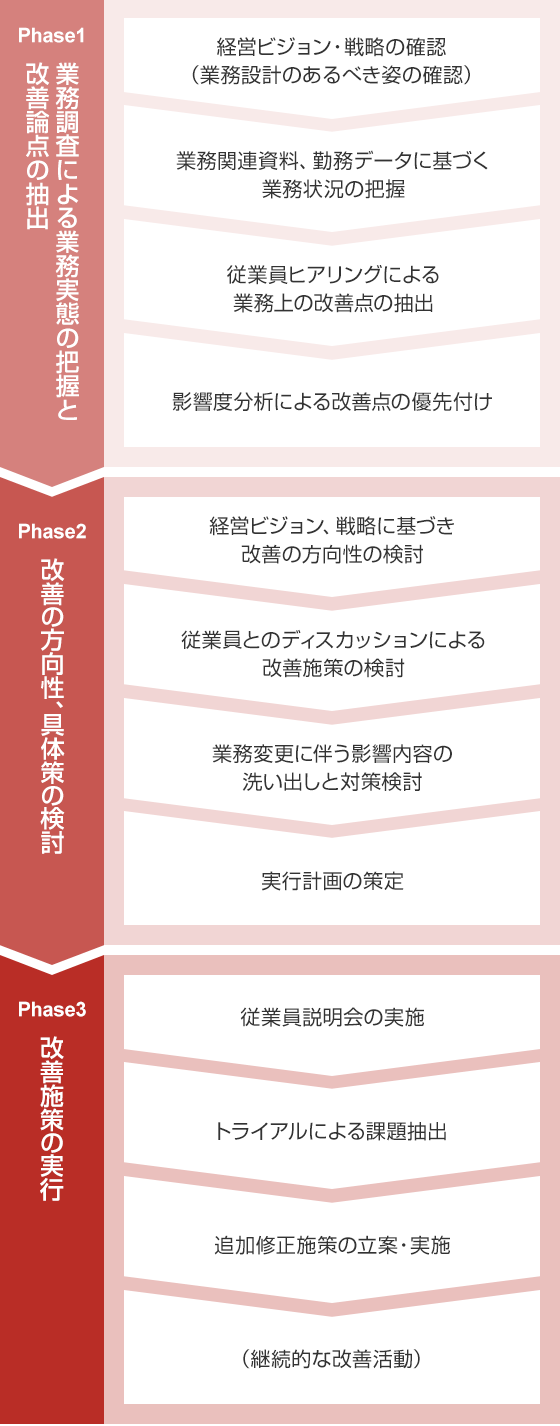 Phase1
業務調査による業務実態の把握と
改善論点の抽出
経営ビジョン・戦略の確認
（業務設計のあるべき姿の確認）
業務関連資料、勤務データに基づく
業務状況の把握
従業員ヒアリングによる
業務上の改善点の抽出
影響度分析による改善点の優先付け
Phase2
改善の方向性、具体策の検討
経営ビジョン、戦略に基づき
改善の方向性の検討
従業員とのディスカッションによる
改善施策の検討
業務変更に伴う影響内容の
洗い出しと対策検討
実行計画の策定
Phase3
改善施策の実行
従業員説明会の実施
トライアルによる課題抽出
追加修正施策の立案・実施
（継続的な改善活動）